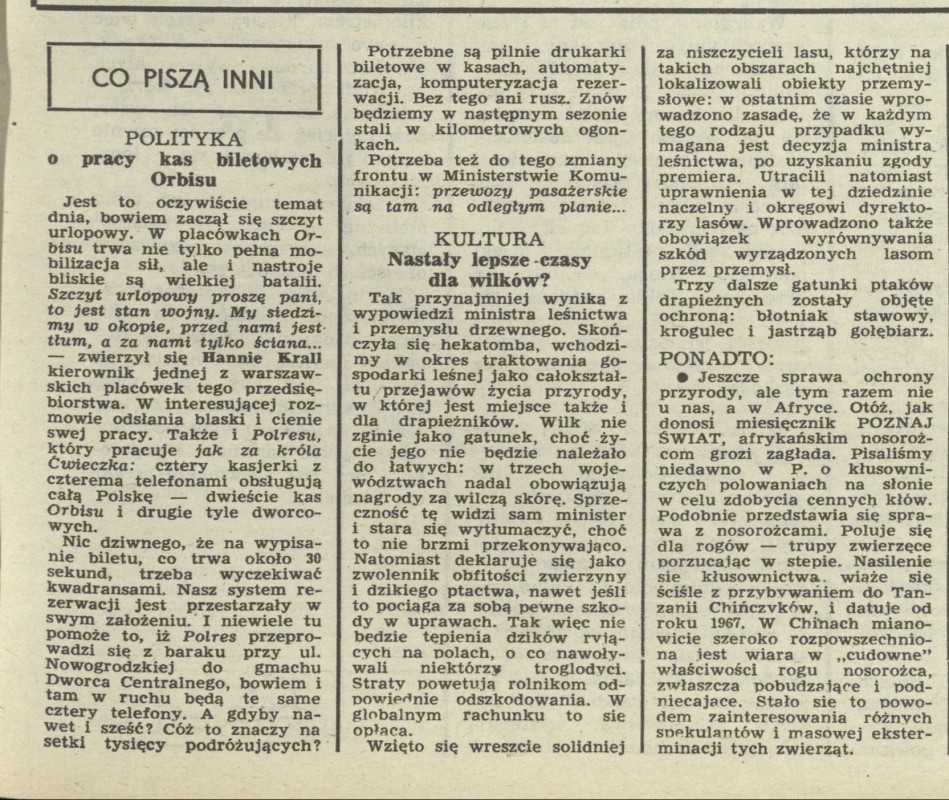 CO PISZĄ INNI
POLITYKA
o pracy kas biletowych
Orbisu
Jest to oczywiście temat
dnia, bowiem zaczął się szczyt
urlopowy. W placówkach Or-
bisu trwa nie tylko pełna mo-
bilizacja sił, ale i nastroje
bliskie są wielkiej batalii.
Szczyt urlopowy proszę pani,
to jest stan wojny. My siedzi-
my w okopie, przed nami jest
tłum, a za nami tylko ściana...
— zwierzył się Hannie Krall
kierownik jednej z warszaw-
skich placówek tego przedsię-
biorstwa. W interesującej roz-
mowie odsłania blaski i cienie
swej pracy. Także i Polresu,
który pracuje jak za króla
Ćwieczka: cztery kasjerki z
czterema telefonami obsługują
całą Polskę — dwieście kas
Orbisu i drugie tyle dworco-
wych.
Nic dziwnego, że na wypisa-
nie biletu, co trwa około 30
sekund, trzeba wyczekiwać
kwadransami. Nasz system re-
zerwacji jest przestarzały w
swym założeniu. I niewiele tu
pomoże to, iż Polres przepro-
wadzi się z baraku przy ul.
Nowogrodzkiej do gmachu
Dworca Centralnego, bowiem i
tam w ruchu będą te same
cztery telefony. A gdyby na-
wet i sześć? Cóż to znaczy na
setki tysięcy podróżujących?
Potrzebne są pilnie drukarki
biletowe w kasach, automaty-
zacja, komputeryzacja rezer-
wacji. Bez tego ani rusz. Znów
będziemy w następnym sezonie
stali w kilometrowych ogon-
kach.
Potrzeba też do tego zmiany
frontu w Ministerstwie Komu-
nikacji: przewozy pasażerskie
są tam na odległym planie...
KULTURA
Nastały lepsze czasy
dla wilków?
Tak przynajmniej wynika z
wypowiedzi ministra leśnictwa
i przemysłu drzewnego. Skoń-
czyła się hekatomba, wchodzi-
my w okres traktowania go-
spodarki leśnej jako całokształ-
tu przejawów życia przyrody,
w której jest miejsce także i
dla drapieżników. Wilk nie
zginie jako gatunek, choć ży-
cie jego nie będzie należało
do łatwych: w trzech woje-
wództwach nadal obowiązują
nagrody za wilczą skórę. Sprze-
czność tę widzi sam minister
i stara się wytłumaczyć, choć
to nie brzmi przekonywająco.
Natomiast deklaruje się jako
zwolennik obfitości zwierzyny
i dzikiego ptactwa, nawet jeśli
to pociąga za sobą pewne szko-
dy w uprawach. Tak więc nie
bedzie tępienia dzików ryją-
cych na polach, o co nawoły-
wali niektórzy troglodyci.
Straty powetują rolnikom od-
powiednie odszkodowania. W
globalnym rachunku to sie
opłaca.
Wzięto się wreszcie solidniej
za niszczycieli lasu, którzy na
takich obszarach najchętniej
lokalizowali obiekty przemy-
słowe: w ostatnim czasie wpro-
wadzono zasadę, że w każdym
tego rodzaju przypadku wy-
magana jest decyzja ministra
leśnictwa, po uzyskaniu zgody
premiera. Utracili natomiast
uprawnienia w tej dziedzinie
naczelny i okręgowi dyrekto-
rzy lasów. Wprowadzono także
obowiązek wyrównywania
szkód wyrządzonych lasom
przez przemysł.
Trzy dalsze gatunki ptaków
drapieżnych zostały objęte
ochroną: błotniak stawowy,
krogulec i jastrząb gołębiarz.
PONADTO:
● Jeszcze sprawa ochrony
przyrody, ale tym razem nie
u nas, a w Afryce. Otóż, jak
donosi miesięcznik POZNAJ
ŚWIAT, afrykańskim nosoroż-
com grozi zagłada. Pisaliśmy
niedawno w P. o kłusowni-
czych polowaniach na słonie
w celu zdobycia cennych kłów.
Podobnie przedstawia się spra-
wa z nosorożcami. Poluje się
dla rogów — trupy zwierzęce
porzucając w stepie. Nasilenie
sie kłusownictwa wiąże się
ściśle z przybywaniem do Tan-
zanii Chińczyków, i datuje od
roku 1967. W Chinach miano-
wicie szeroko rozpowszechnio-
na jest wiara w „cudowne"
właściwości rogu nosorożca,
zwłaszcza pobudzające i pod-
niecające. Stało sie to powo-
dem zainteresowania różnych
spekulantów i masowej ekster-
minacji tych zwierząt.